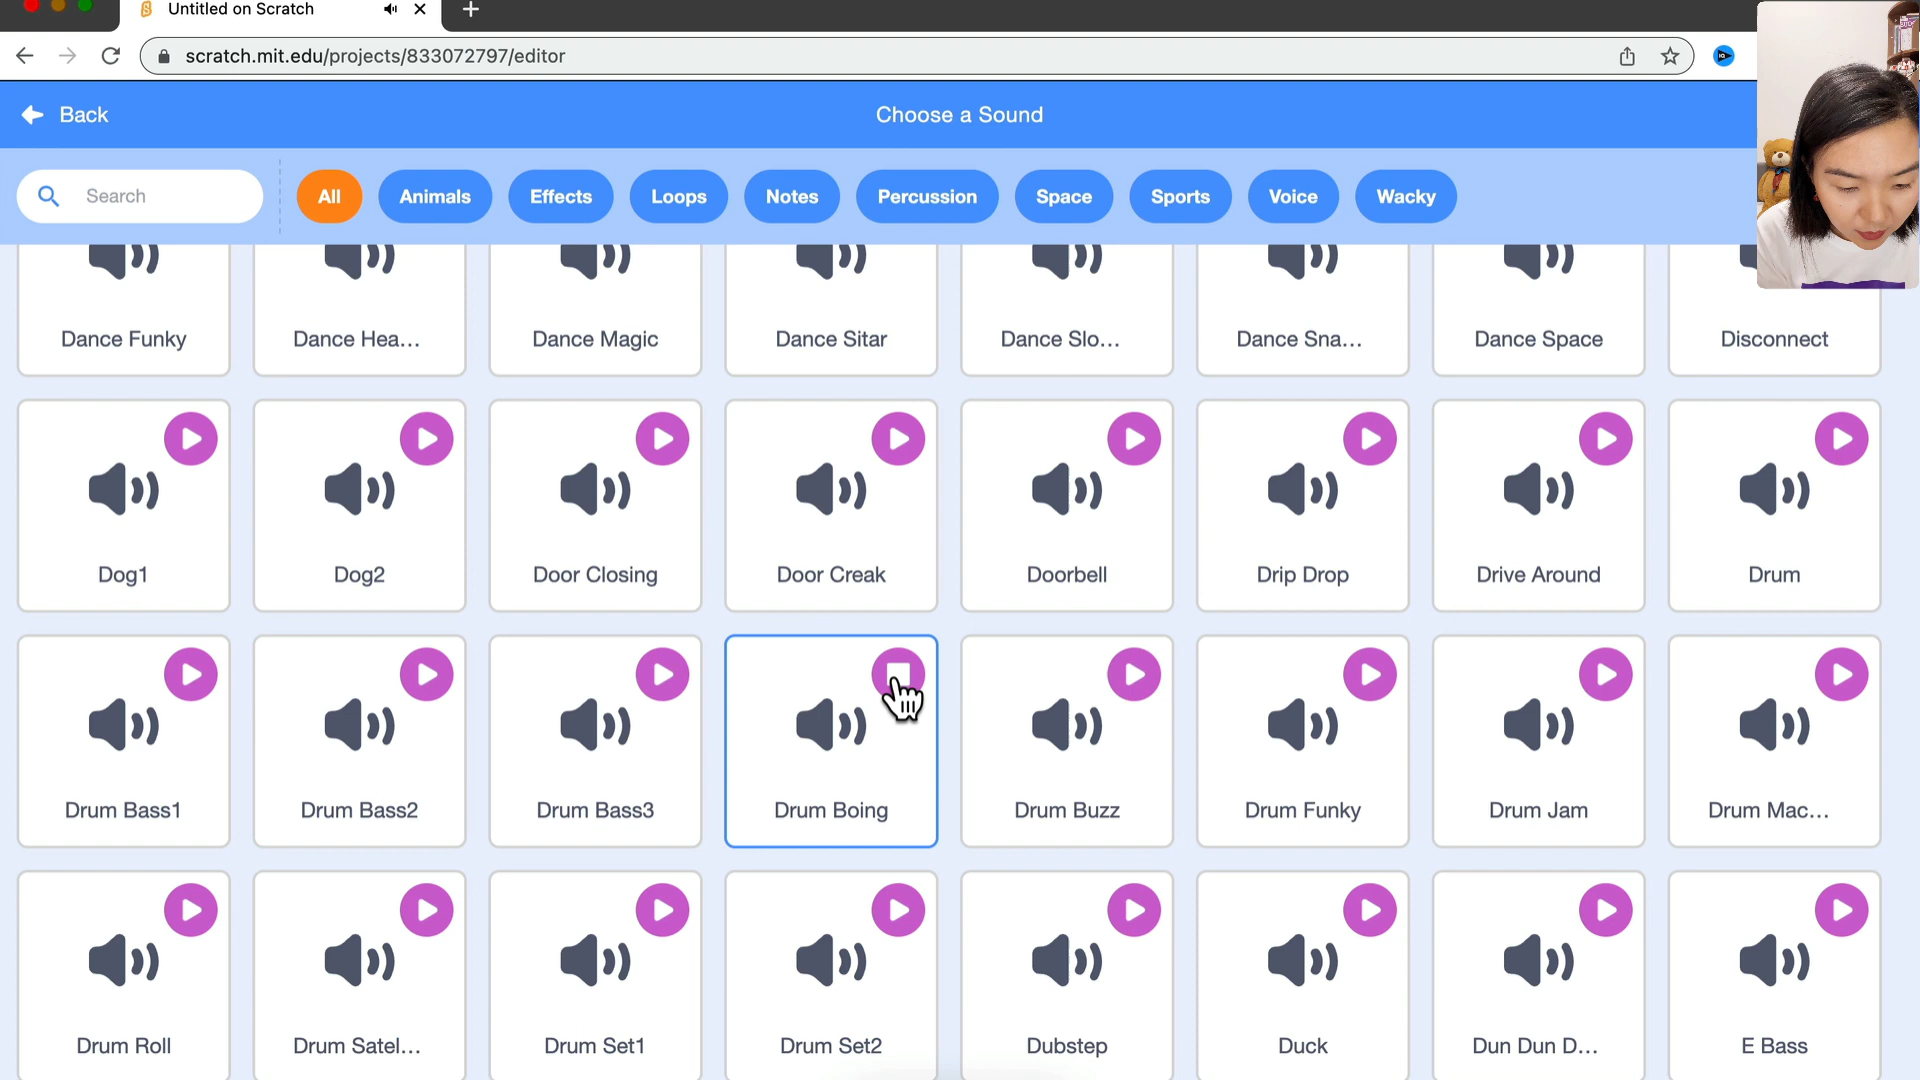 Untitled on Scratch
scratch.mit.edu/projects/833072797/editor
Back
Choose a Sound
Search
All
Animals
Effects
Loops
Notes
Percussion
Space
Sports
Voice
Wacky
Dance Funky
Dance Hea...
Dance Magic
Dance Sitar
Dance Slo...
Dance Sna...
Dance Space
Disconnect
Dog1
Dog2
Door Closing
Door Creak
Doorbell
Drip Drop
Drive Around
Drum
Drum Bass1
Drum Bass2
Drum Bass3
Drum Boing
Drum Buzz
Drum Funky
Drum Jam
Drum Mac...
Drum Roll
Drum Satel...
Drum Set1
Drum Set2
Dubstep
Duck
Dun Dun D...
E Bass